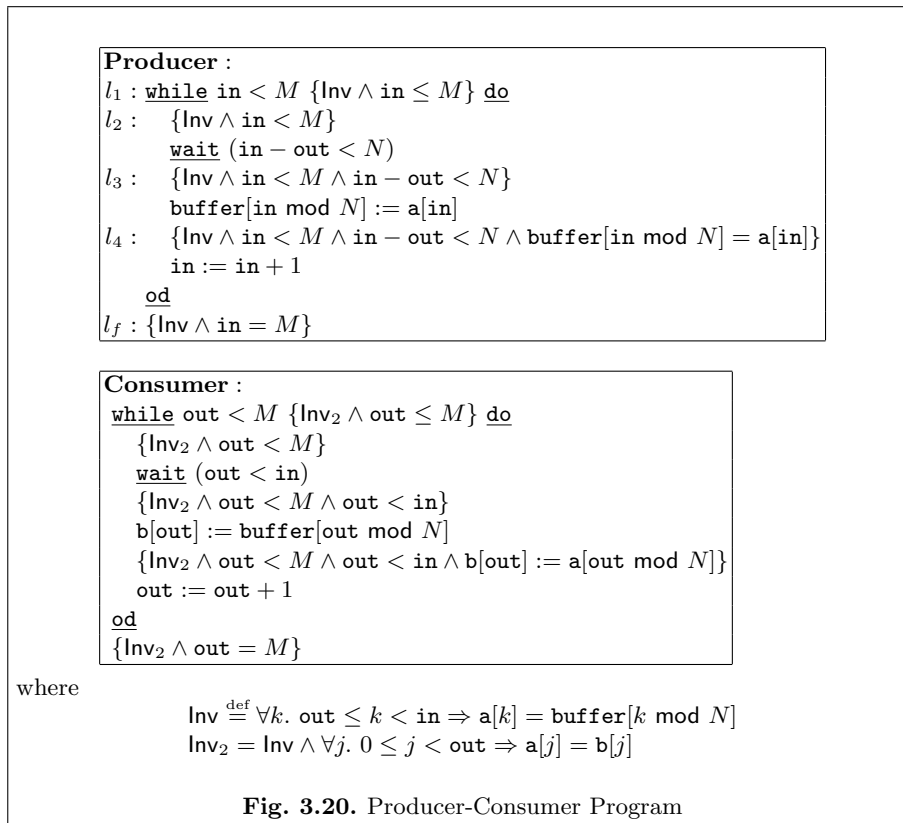 Producer :
l₁ : while in < M {Inv ∧ in ≤ M} do
l₂ : {Inv ∧ in < M}
wait (in − out < N)
l₃ : {Inv ∧ in < M ∧ in − out < N}
buffer[in mod N] := a[in]
l₄ : {Inv ∧ in < M ∧ in − out < N ∧ buffer[in mod N] = a[in]}
in := in + 1
od
l_f : {Inv ∧ in = M}
Consumer :
while out < M {Inv₂ ∧ out ≤ M} do
{Inv₂ ∧ out < M}
wait (out < in)
{Inv₂ ∧ out < M ∧ out < in}
b[out] := buffer[out mod N]
{Inv₂ ∧ out < M ∧ out < in ∧ b[out] := a[out mod N]}
out := out + 1
od
{Inv₂ ∧ out = M}
where
Inv def= ∀k. out ≤ k < in ⇒ a[k] = buffer[k mod N]
Inv₂ = Inv ∧ ∀j. 0 ≤ j < out ⇒ a[j] = b[j]
Fig. 3.20. Producer-Consumer Program